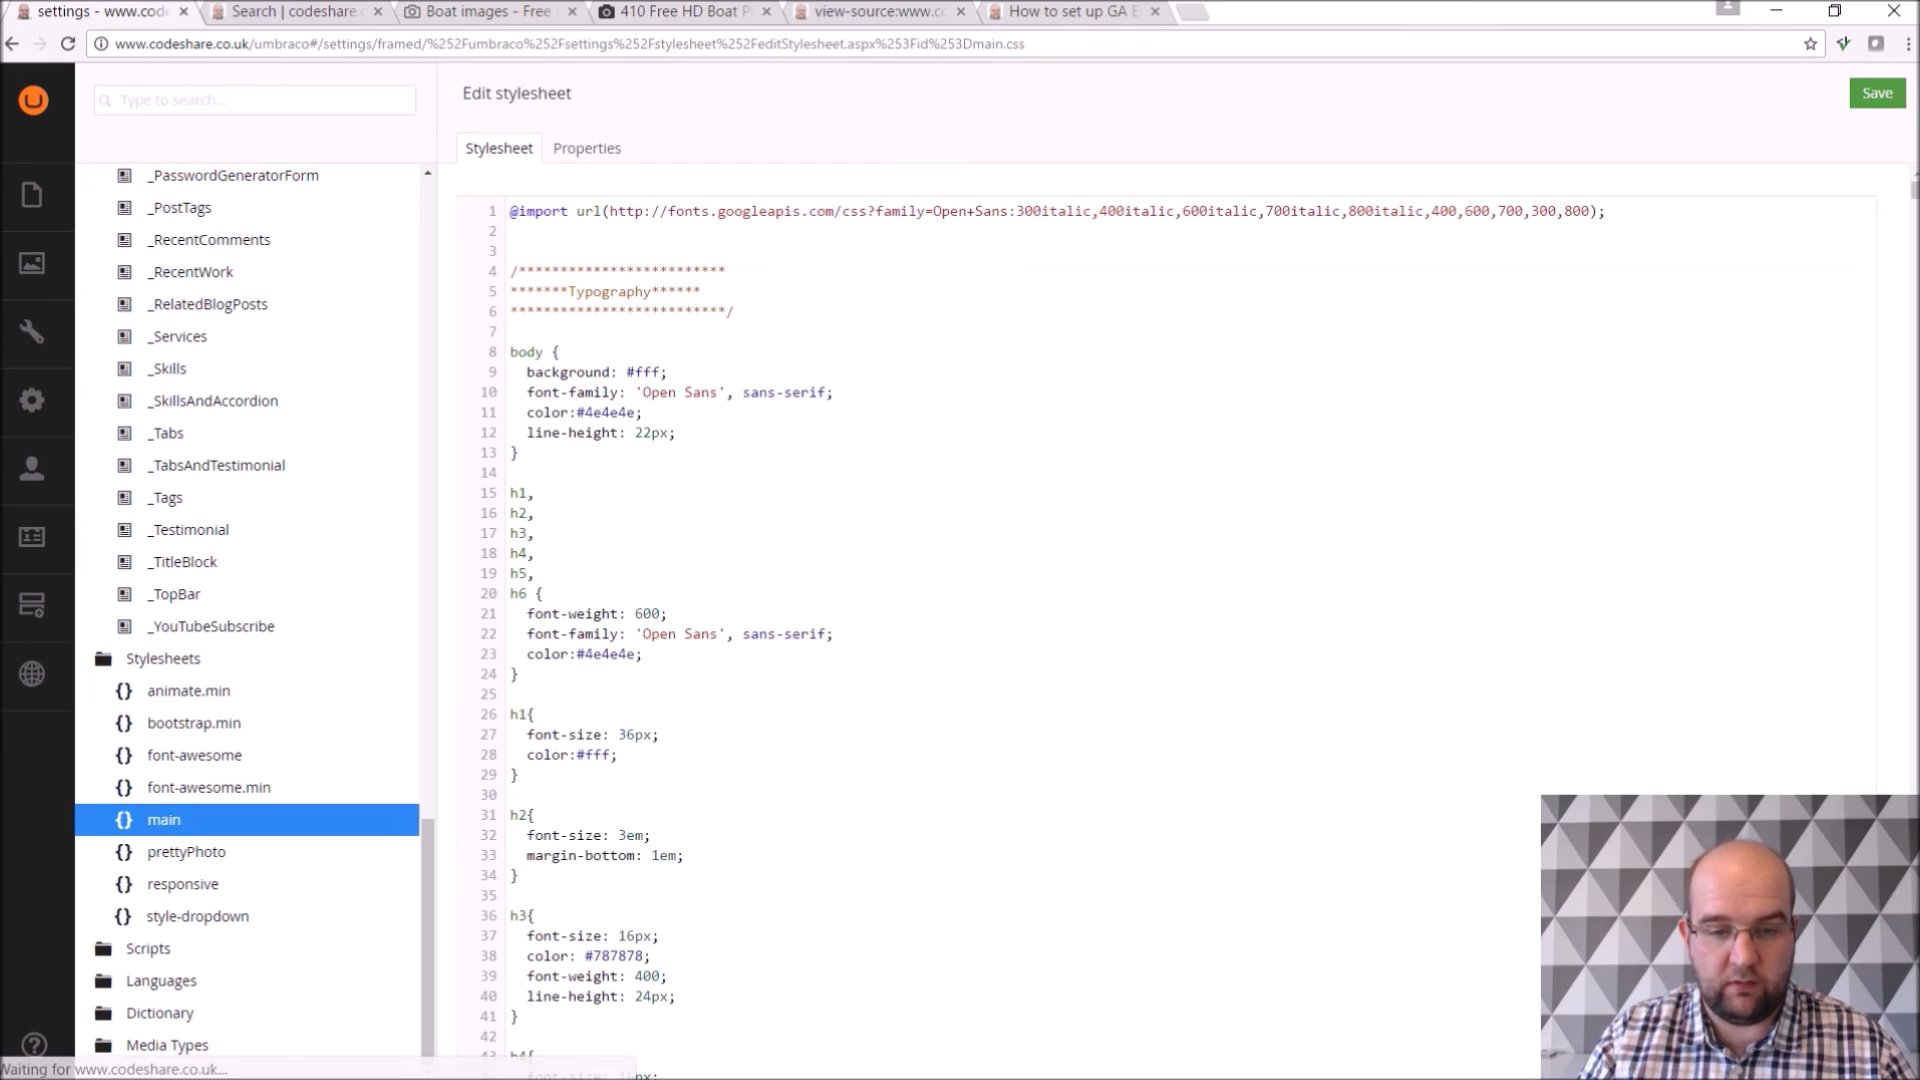 settings - www.cod
Search | codeshare.c
Boat images - Free
410 Free HD Boat P
view-source:www.co
How to set up GA E
www.codeshare.co.uk/umbraco#/settings/framed/%252Fumbraco%252Fsettings%252Fstylesheet%252FeditStylesheet.aspx%253Fid%253Dmain.css
Type to search...
Edit stylesheet
Save
Stylesheet
Properties
_PasswordGeneratorForm
_PostTags
_RecentComments
_RecentWork
_RelatedBlogPosts
_Services
_Skills
_SkillsAndAccordion
_Tabs
_TabsAndTestimonial
_Tags
_Testimonial
_TitleBlock
_TopBar
_YouTubeSubscribe
Stylesheets
{} animate.min
{} bootstrap.min
{} font-awesome
{} font-awesome.min
{} main
{} prettyPhoto
{} responsive
{} style-dropdown
Scripts
Languages
Dictionary
Media Types
Waiting for www.codeshare.co.uk...
1 @import url(http://fonts.googleapis.com/css?family=Open+Sans:300italic,400italic,600italic,700italic,800italic,400,600,700,300,800);
2
3
4 /*************************
5 *******Typography******
6 **************************/
7
8 body {
9 background: #fff;
10 font-family: 'Open Sans', sans-serif;
11 color:#4e4e4e;
12 line-height: 22px;
13 }
14
15 h1,
16 h2,
17 h3,
18 h4,
19 h5,
20 h6 {
21 font-weight: 600;
22 font-family: 'Open Sans', sans-serif;
23 color:#4e4e4e;
24 }
25
26 h1{
27 font-size: 36px;
28 color:#fff;
29 }
30
31 h2{
32 font-size: 3em;
33 margin-bottom: 1em;
34 }
35
36 h3{
37 font-size: 16px;
38 color: #787878;
39 font-weight: 400;
40 line-height: 24px;
41 }
42
43 h4{
font-size: 16px;